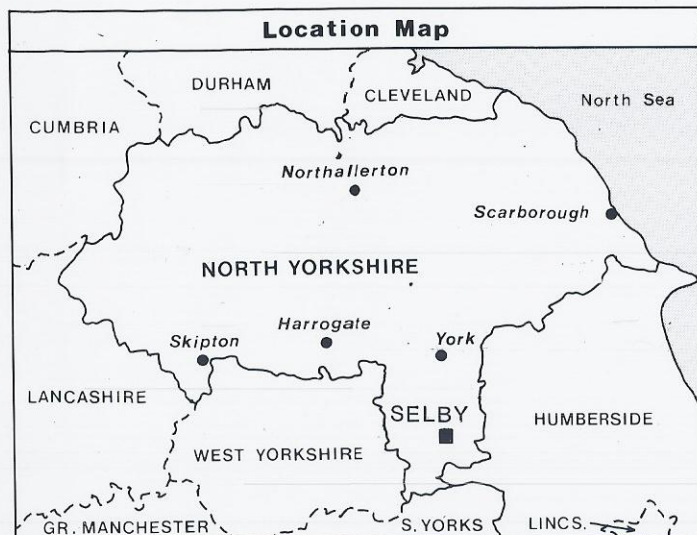 Location Map
DURHAM
CLEVELAND
North Sea
CUMBRIA
Northallerton
Scarborough
NORTH YORKSHIRE
Harrogate
Skipton
York
LANCASHIRE
SELBY
HUMBERSIDE
WEST YORKSHIRE
GR. MANCHESTER
S. YORKS
LINCS.